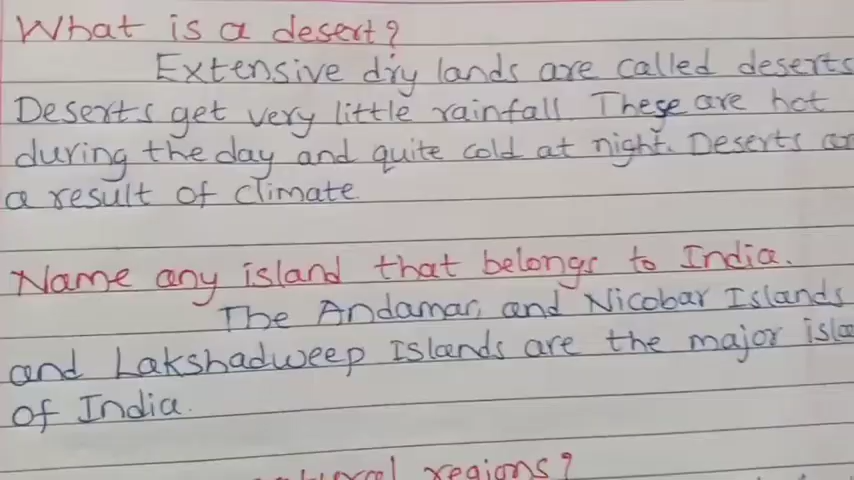 What is a desert?
Extensive dry lands are called deserts
Deserts get very little rainfall. These are hot
during the day and quite cold at night. Deserts
a result of climate
Name any island that belongs to India.
The Andaman and Nicobar Islands
and Lakshadweep Islands are the major
of India.
regions?